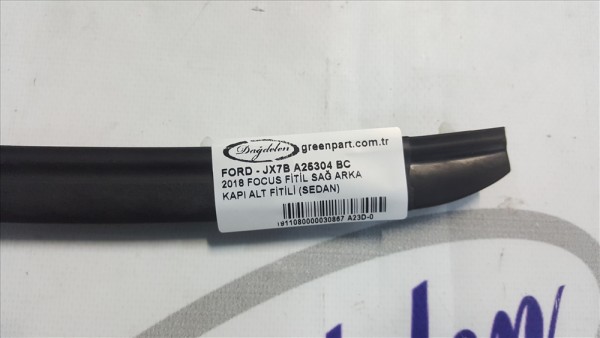 Dağdelen greenpart.com.tr
FORD - JX7B A25304 BC
2018 FOCUS FİTİL SAĞ ARKA
KAPI ALT FİTİLİ (SEDAN)
1911080000030867 A23D-0